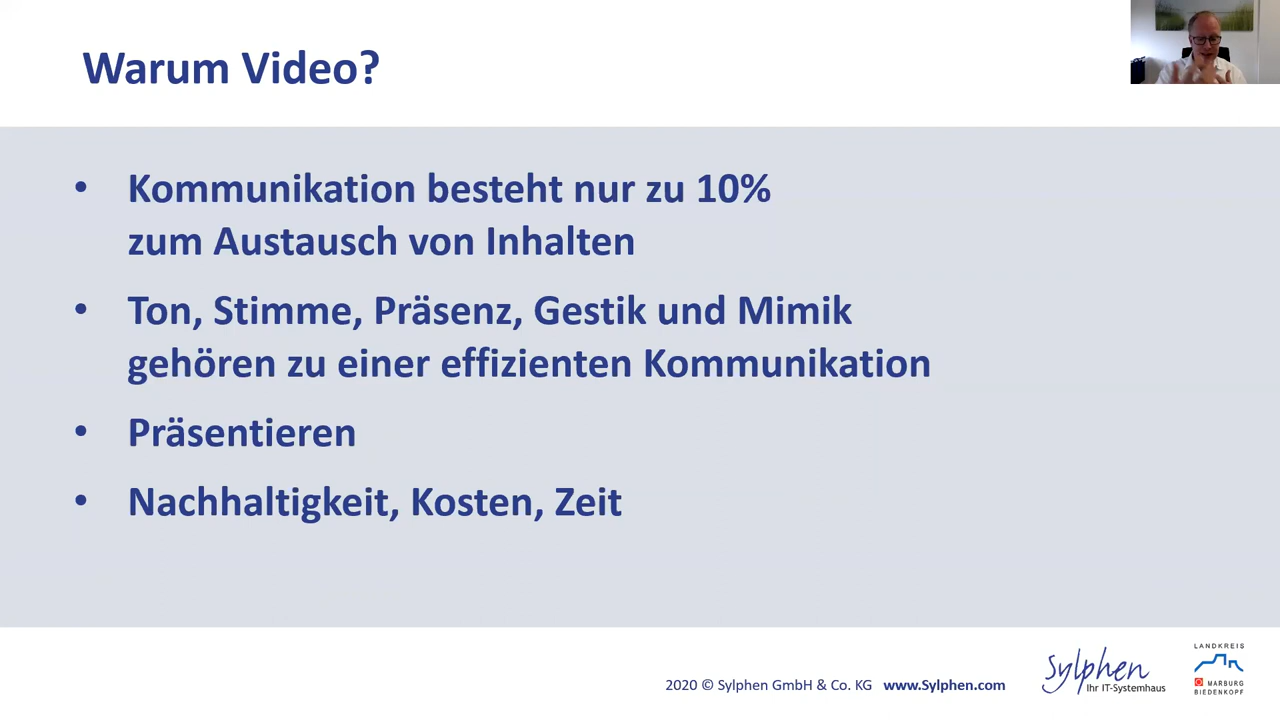 Warum Video?
• Kommunikation besteht nur zu 10%
zum Austausch von Inhalten
• Ton, Stimme, Präsenz, Gestik und Mimik
gehören zu einer effizienten Kommunikation
• Präsentieren
• Nachhaltigkeit, Kosten, Zeit
2020 © Sylphen GmbH & Co. KG www.Sylphen.com
Sylphen
Ihr IT-Systemhaus
LANDKREIS
MARBURG
BIEDENKOPF